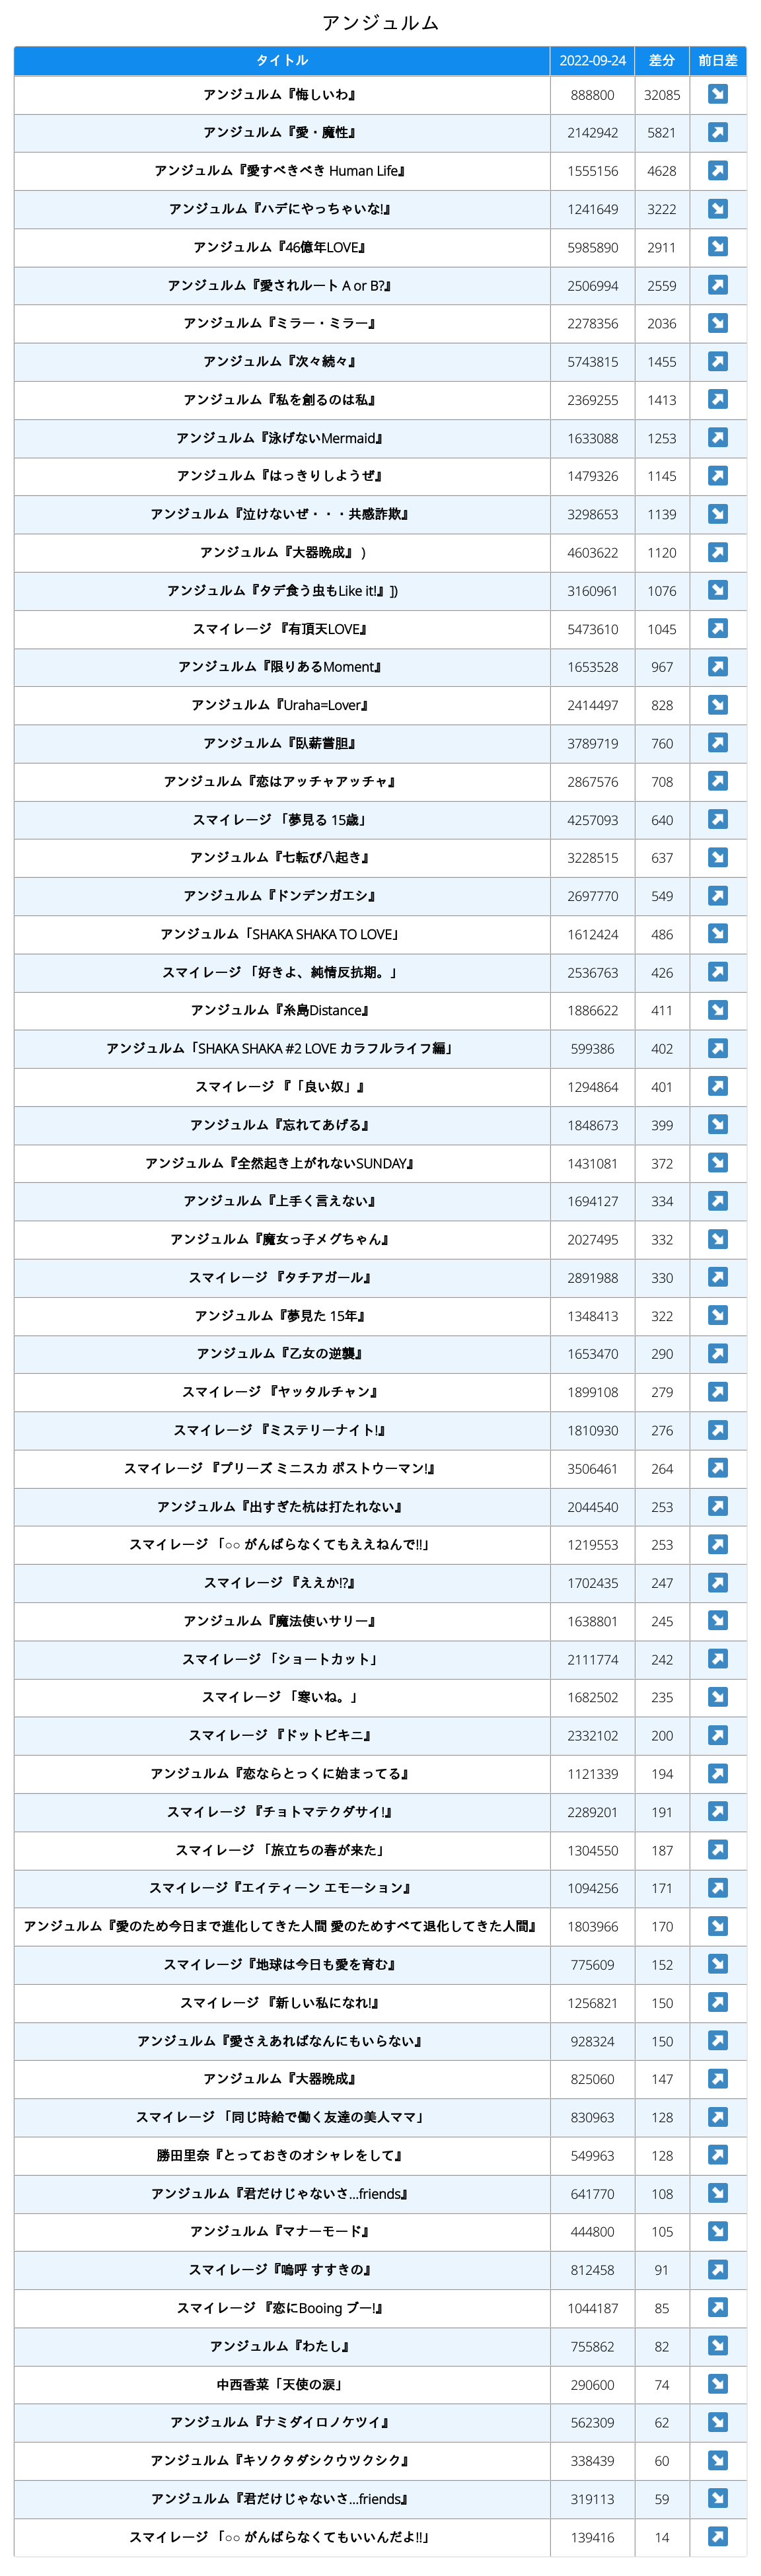 アンジュルム
タイトル 2022-09-24 差分 前日差
アンジュルム『悔しいわ』 888800 32085 ↘
アンジュルム『愛・魔性』 2142942 5821 ↗
アンジュルム『愛すべきべき Human Life』 1555156 4628 ↗
アンジュルム『ハデにやっちゃいな!』 1241649 3222 ↘
アンジュルム『46億年LOVE』 5985890 2911 ↘
アンジュルム『愛されルート A or B?』 2506994 2559 ↗
アンジュルム『ミラー・ミラー』 2278356 2036 ↘
アンジュルム『次々続々』 5743815 1455 ↗
アンジュルム『私を創るのは私』 2369255 1413 ↗
アンジュルム『泳げないMermaid』 1633088 1253 ↗
アンジュルム『はっきりしようぜ』 1479326 1145 ↗
アンジュルム『泣けないぜ・・・共感詐欺』 3298653 1139 ↘
アンジュルム『大器晩成』 ) 4603622 1120 ↗
アンジュルム『タデ食う虫もLike it!』]) 3160961 1076 ↘
スマイレージ 『有頂天LOVE』 5473610 1045 ↗
アンジュルム『限りあるMoment』 1653528 967 ↗
アンジュルム『Uraha=Lover』 2414497 828 ↘
アンジュルム『臥薪嘗胆』 3789719 760 ↗
アンジュルム『恋はアッチャアッチャ』 2867576 708 ↗
スマイレージ 「夢見る 15歳」 4257093 640 ↗
アンジュルム『七転び八起き』 3228515 637 ↘
アンジュルム『ドンデンガエシ』 2697770 549 ↗
アンジュルム「SHAKA SHAKA TO LOVE」 1612424 486 ↘
スマイレージ 「好きよ、純情反抗期。」 2536763 426 ↗
アンジュルム『糸島Distance』 1886622 411 ↘
アンジュルム「SHAKA SHAKA #2 LOVE カラフルライフ編」 599386 402 ↗
スマイレージ 『「良い奴」』 1294864 401 ↗
アンジュルム『忘れてあげる』 1848673 399 ↘
アンジュルム『全然起き上がれないSUNDAY』 1431081 372 ↘
アンジュルム『上手く言えない』 1694127 334 ↗
アンジュルム『魔女っ子メグちゃん』 2027495 332 ↘
スマイレージ 『タチアガール』 2891988 330 ↗
アンジュルム『夢見た 15年』 1348413 322 ↘
アンジュルム『乙女の逆襲』 1653470 290 ↗
スマイレージ 『ヤッタルチャン』 1899108 279 ↗
スマイレージ 『ミステリーナイト!』 1810930 276 ↗
スマイレージ 『プリーズ ミニスカ ポストウーマン!』 3506461 264 ↗
アンジュルム『出すぎた杭は打たれない』 2044540 253 ↗
スマイレージ 「○○ がんばらなくてもええねんで!!」 1219553 253 ↗
スマイレージ 『ええか!?』 1702435 247 ↗
アンジュルム『魔法使いサリー』 1638801 245 ↘
スマイレージ 「ショートカット」 2111774 242 ↗
スマイレージ 「寒いね。」 1682502 235 ↘
スマイレージ 『ドットビキニ』 2332102 200 ↗
アンジュルム『恋ならとっくに始まってる』 1121339 194 ↗
スマイレージ 『チョトマテクダサイ!』 2289201 191 ↗
スマイレージ 「旅立ちの春が来た」 1304550 187 ↗
スマイレージ『エイティーン エモーション』 1094256 171 ↗
アンジュルム『愛のため今日まで進化してきた人間 愛のためすべて退化してきた人間』 1803966 170 ↘
スマイレージ『地球は今日も愛を育む』 775609 152 ↘
スマイレージ 『新しい私になれ!』 1256821 150 ↗
アンジュルム『愛さえあればなんにもいらない』 928324 150 ↗
アンジュルム『大器晩成』 825060 147 ↗
スマイレージ 「同じ時給で働く友達の美人ママ」 830963 128 ↗
勝田里奈『とっておきのオシャレをして』 549963 128 ↗
アンジュルム『君だけじゃないさ...friends』 641770 108 ↘
アンジュルム『マナーモード』 444800 105 ↘
スマイレージ『嗚呼 すすきの』 812458 91 ↗
スマイレージ 『恋にBooing ブー!』 1044187 85 ↗
アンジュルム『わたし』 755862 82 ↘
中西香菜「天使の涙」 290600 74 ↘
アンジュルム『ナミダイロノケツイ』 562309 62 ↘
アンジュルム『キソクタダシクウツクシク』 338439 60 ↘
アンジュルム『君だけじゃないさ...friends』 319113 59 ↘
スマイレージ 「○○ がんばらなくてもいいんだよ!!」 139416 14 ↗